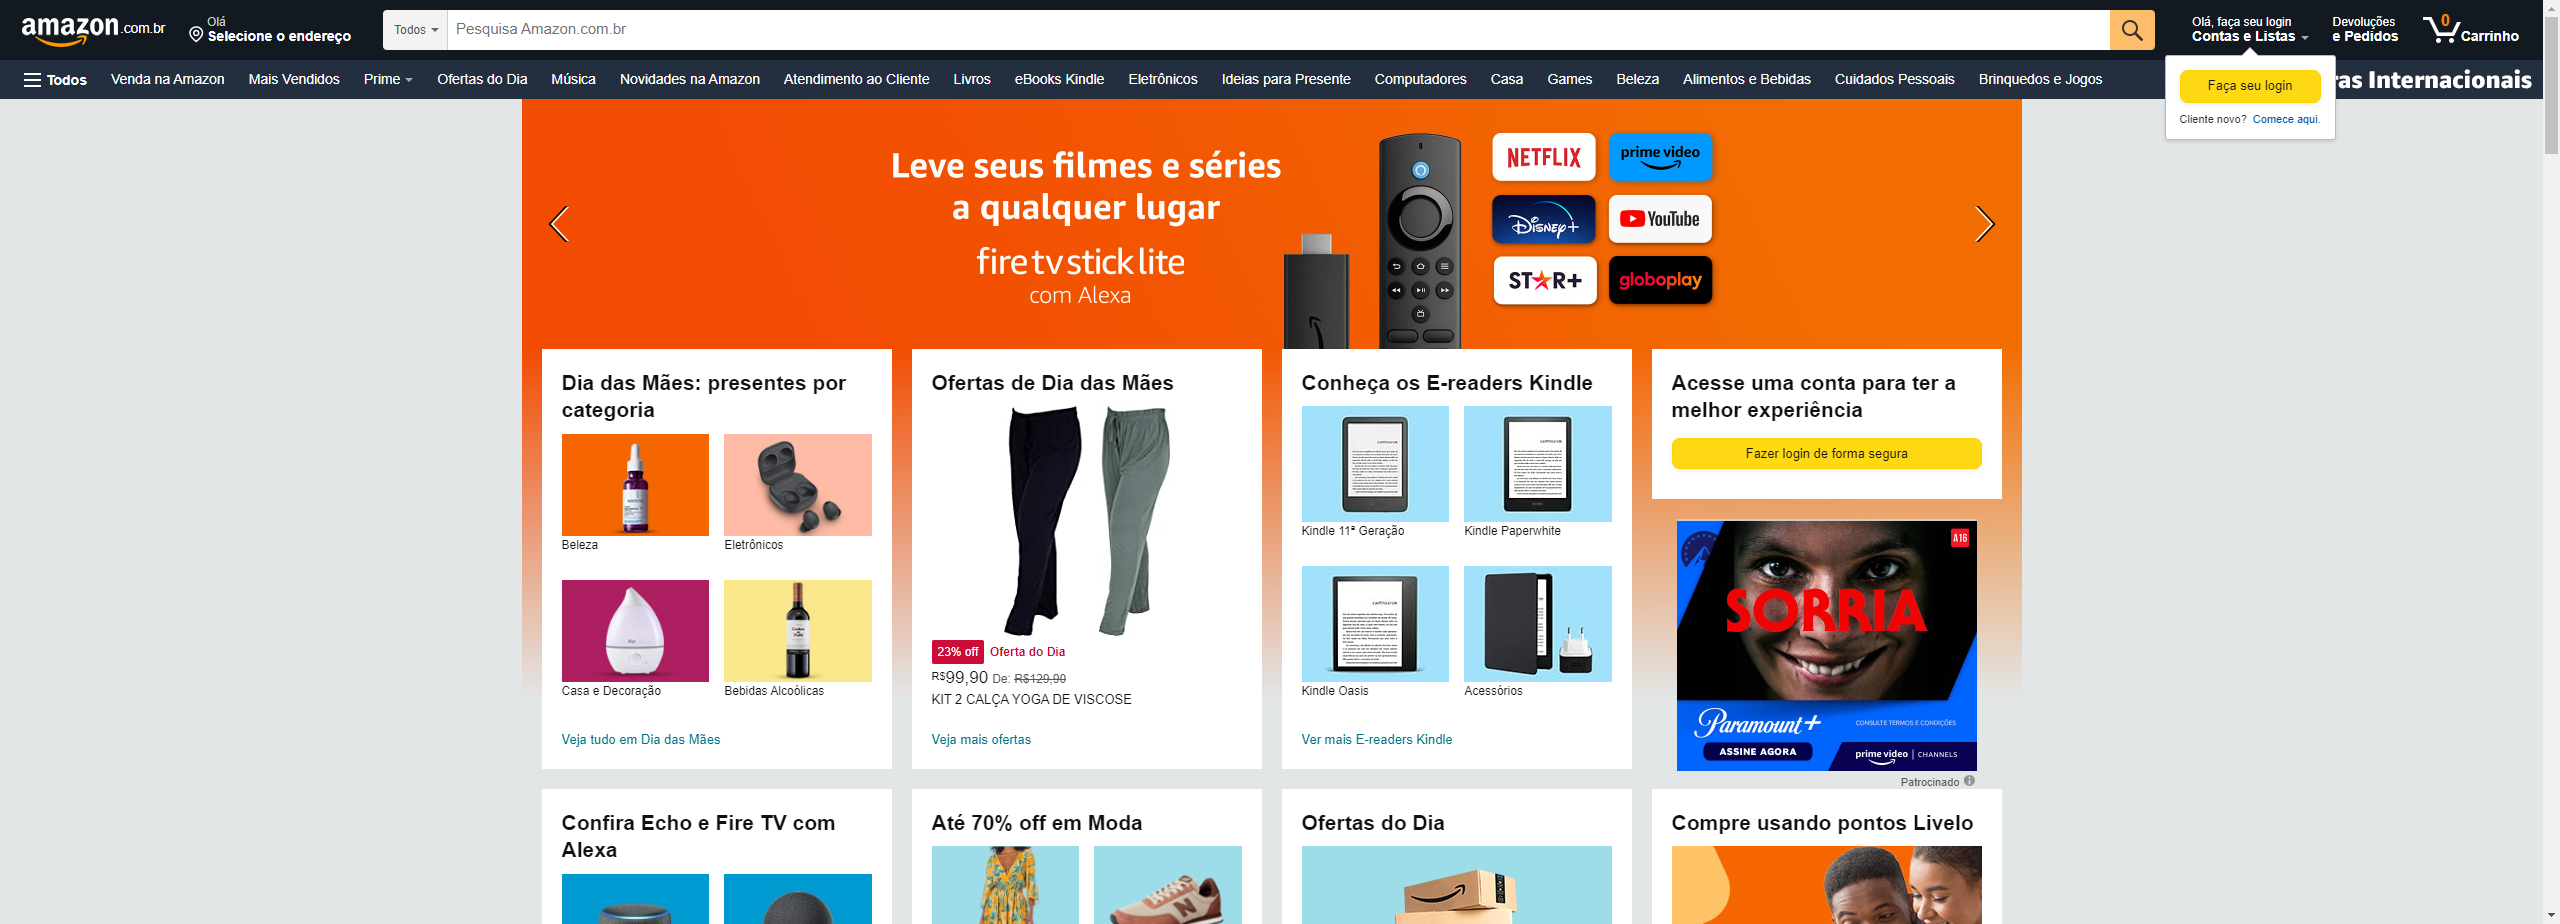 amazon.com.br
Olá
Selecione o endereço
Todos
Pesquisa Amazon.com.br
Olá, faça seu login
Contas e Listas
Devoluções
e Pedidos
0
Carrinho
Todos
Venda na Amazon
Mais Vendidos
Prime
Ofertas do Dia
Música
Novidades na Amazon
Atendimento ao Cliente
Livros
eBooks Kindle
Eletrônicos
Ideias para Presente
Computadores
Casa
Games
Beleza
Alimentos e Bebidas
Cuidados Pessoais
Brinquedos e Jogos
ras Internacionais
Faça seu login
Cliente novo? Comece aqui.
Leve seus filmes e séries
a qualquer lugar
fire tv stick lite
com Alexa
NETFLIX
prime video
Disney+
YouTube
STAR+
globoplay
Dia das Mães: presentes por
categoria
Beleza
Eletrônicos
Casa e Decoração
Bebidas Alcoólicas
Veja tudo em Dia das Mães
Ofertas de Dia das Mães
23% off
Oferta do Dia
R$99,90 De: R$129,90
KIT 2 CALÇA YOGA DE VISCOSE
Veja mais ofertas
Conheça os E-readers Kindle
Kindle 11ª Geração
Kindle Paperwhite
Kindle Oasis
Acessórios
Ver mais E-readers Kindle
Acesse uma conta para ter a
melhor experiência
Fazer login de forma segura
A16
SORRIA
Paramount+
CONSULTE TERMOS E CONDIÇÕES
ASSINE AGORA
prime video | CHANNELS
Patrocinado
Confira Echo e Fire TV com
Alexa
Até 70% off em Moda
Ofertas do Dia
Compre usando pontos Livelo